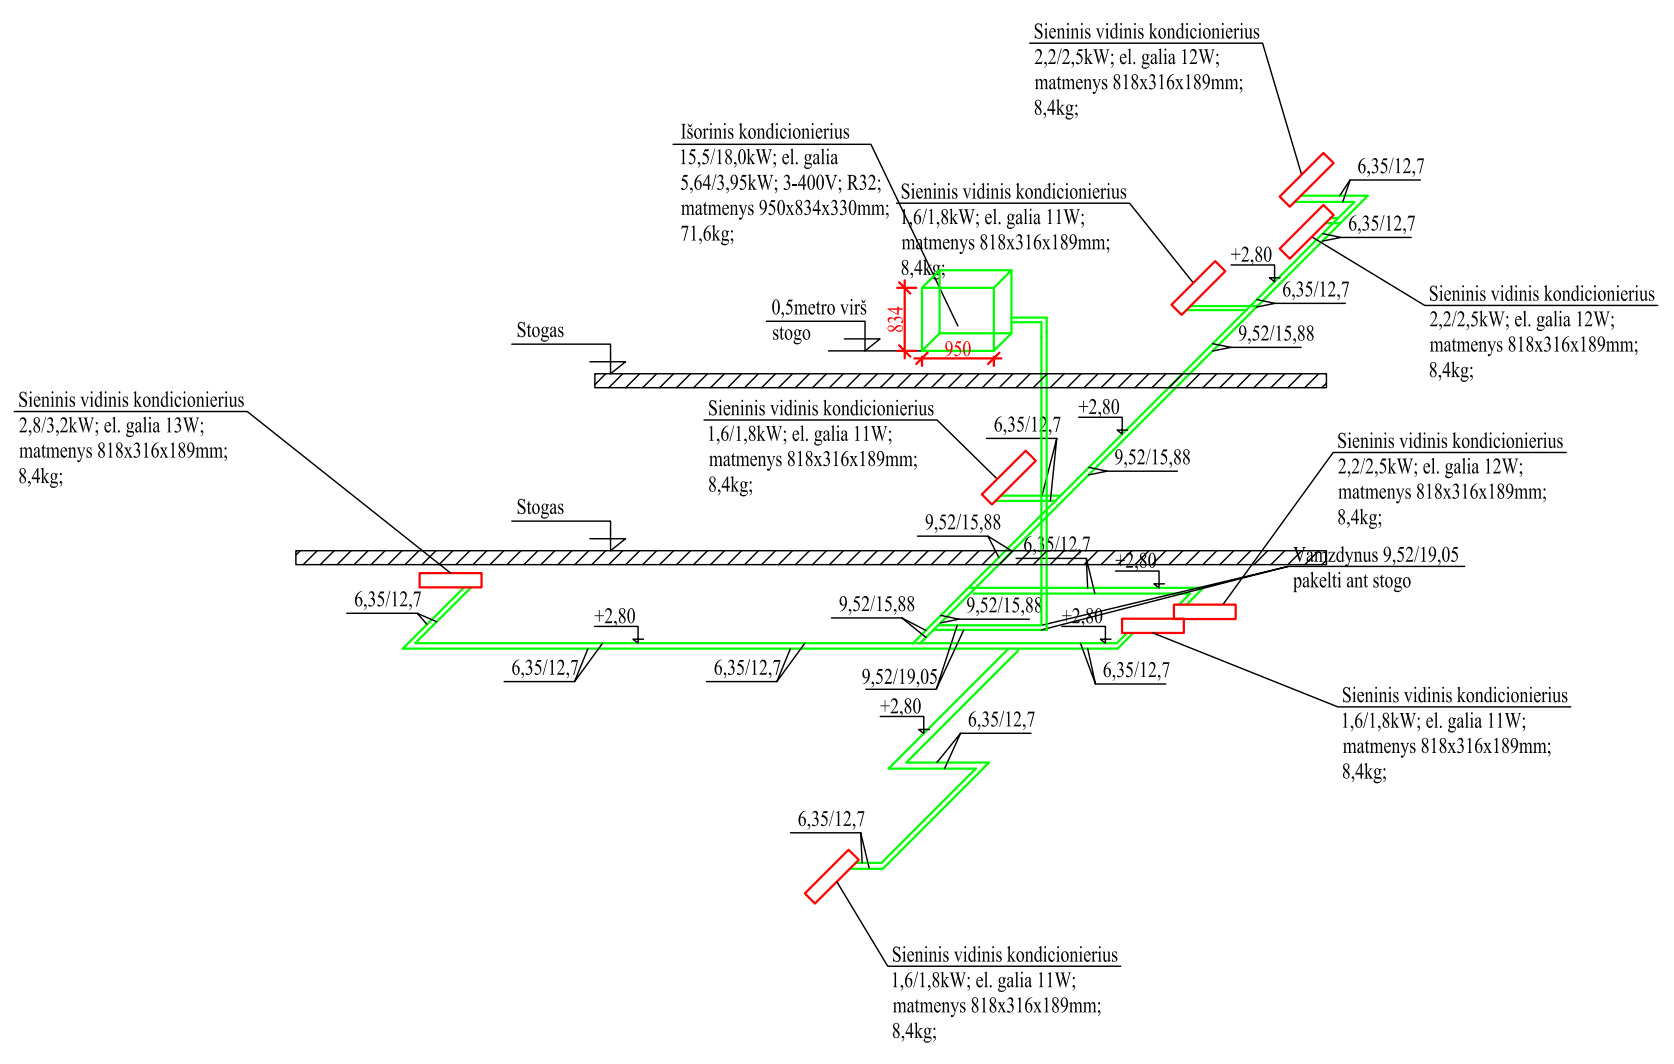 Sieninis vidinis kondicionierius
2,2/2,5kW; el. galia 12W;
matmenys 818x316x189mm;
8,4kg;
Išorinis kondicionierius
15,5/18,0kW; el. galia
5,64/3,95kW; 3-400V; R32;
matmenys 950x834x330mm;
71,6kg;
Sieninis vidinis kondicionierius
1,6/1,8kW; el. galia 11W;
matmenys 818x316x189mm;
8,4kg;
6,35/12,7
6,35/12,7
+2,80
6,35/12,7
Sieninis vidinis kondicionierius
2,2/2,5kW; el. galia 12W;
matmenys 818x316x189mm;
8,4kg;
0,5metro virš
stogo
834
950
9,52/15,88
Stogas
Sieninis vidinis kondicionierius
2,8/3,2kW; el. galia 13W;
matmenys 818x316x189mm;
8,4kg;
Sieninis vidinis kondicionierius
1,6/1,8kW; el. galia 11W;
matmenys 818x316x189mm;
8,4kg;
+2,80
6,35/12,7
9,52/15,88
Sieninis vidinis kondicionierius
2,2/2,5kW; el. galia 12W;
matmenys 818x316x189mm;
8,4kg;
Stogas
9,52/15,88
6,35/12,7
+2,80
Vamzdynus 9,52/19,05
pakelti ant stogo
6,35/12,7
+2,80
9,52/15,88
9,52/15,88
+2,80
6,35/12,7
6,35/12,7
9,52/19,05
6,35/12,7
+2,80
6,35/12,7
Sieninis vidinis kondicionierius
1,6/1,8kW; el. galia 11W;
matmenys 818x316x189mm;
8,4kg;
6,35/12,7
Sieninis vidinis kondicionierius
1,6/1,8kW; el. galia 11W;
matmenys 818x316x189mm;
8,4kg;